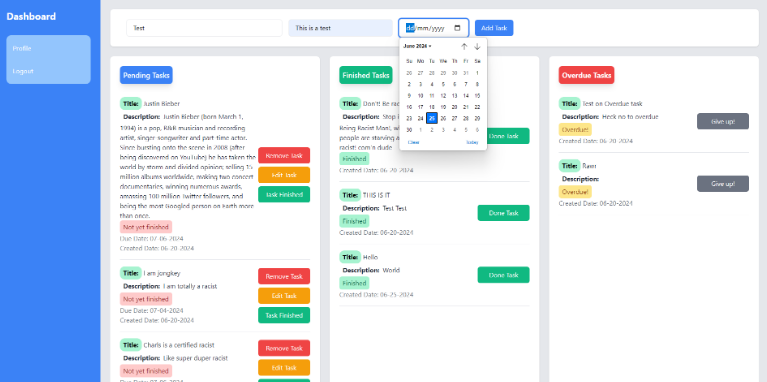 Dashboard
Profile
Logout
Test
This is a test
dd/mm/yyyy
Add Task
June 2024
Su Mo Tu We Th Fr Sa
26 27 28 29 30 31 1
2 3 4 5 6 7 8
9 10 11 12 13 14 15
16 17 18 19 20 21 22
23 24 25 26 27 28 29
30 1 2 3 4 5 6
Clear Today
Pending Tasks
Title: Justin Bieber
Description: Justin Bieber (born March 1,
1994) is a pop, R&B musician and recording
artist, singer songwriter and part-time actor.
Since bursting onto the scene in 2008 (after
being discovered on YouTube) he has taken the
world by storm and divided opinion; selling 15
million albums worldwide, making two concert
documentaries, winning numerous awards,
amassing 100 million Twitter followers, and
being the most Googled person on Earth more
than once.
Not yet finished
Due Date: 07-06-2024
Created Date: 06-20-2024
Remove Task
Edit Task
Task Finished
Title: I am Jongkey
Description: I am totally a racist
Not yet finished
Due Date: 07-04-2024
Created Date: 06-20-2024
Remove Task
Edit Task
Task Finished
Title: Charls is a certified racist
Description: Like super duper racist
Not yet finished
Remove Task
Edit Task
Finished Tasks
Title: Don't Be rac
Description: Stop i
Being Racist Moni, wh
people are starving a
racist: com's dude
Finished
Created Date: 06-20-2024
Done Task
Title: THIS IS IT
Description: Test Test
Finished
Created Date: 06-20-2024
Done Task
Title: Hello
Description: World
Finished
Created Date: 06-25-2024
Done Task
Overdue Tasks
Title: Test on Overdue task
Description: Heck no to overdue
Overdue!
Created Date: 06-20-2024
Give up!
Title: Rawr
Description:
Overdue!
Created Date: 06-20-2024
Give up!